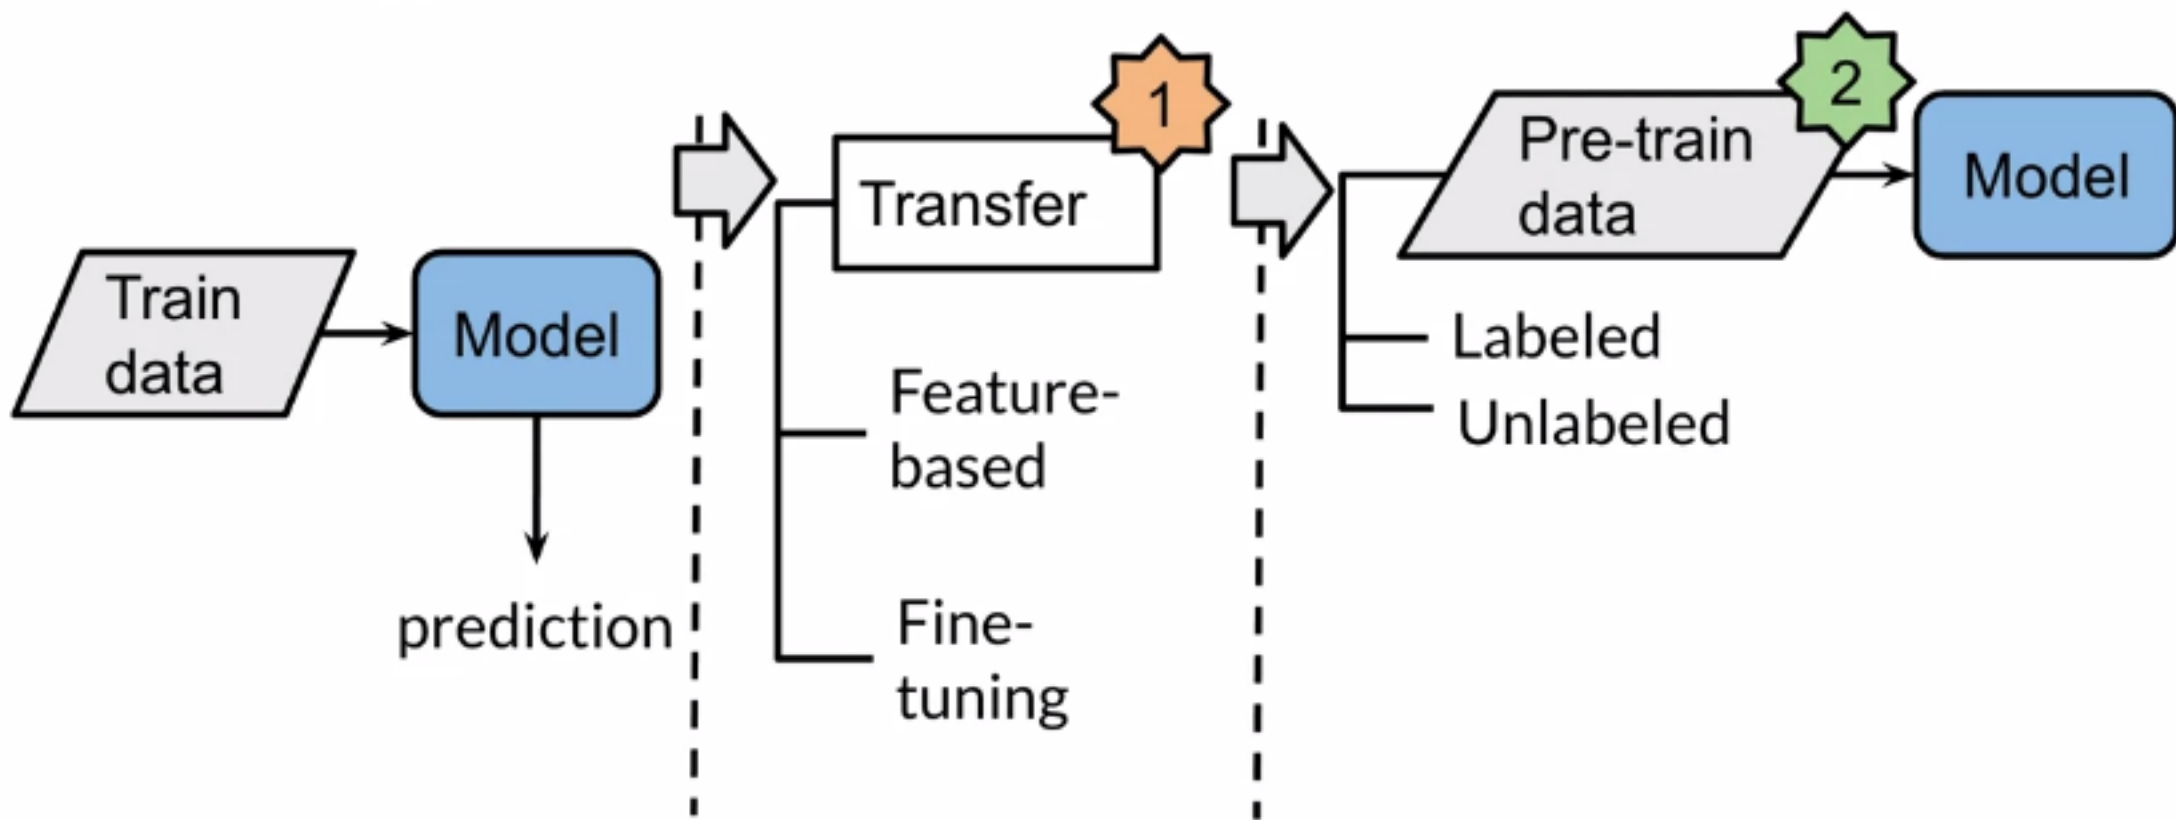 Train
data
Model
prediction
1
Transfer
Feature-
based
Fine-
tuning
2
Pre-train
data
Model
Labeled
Unlabeled